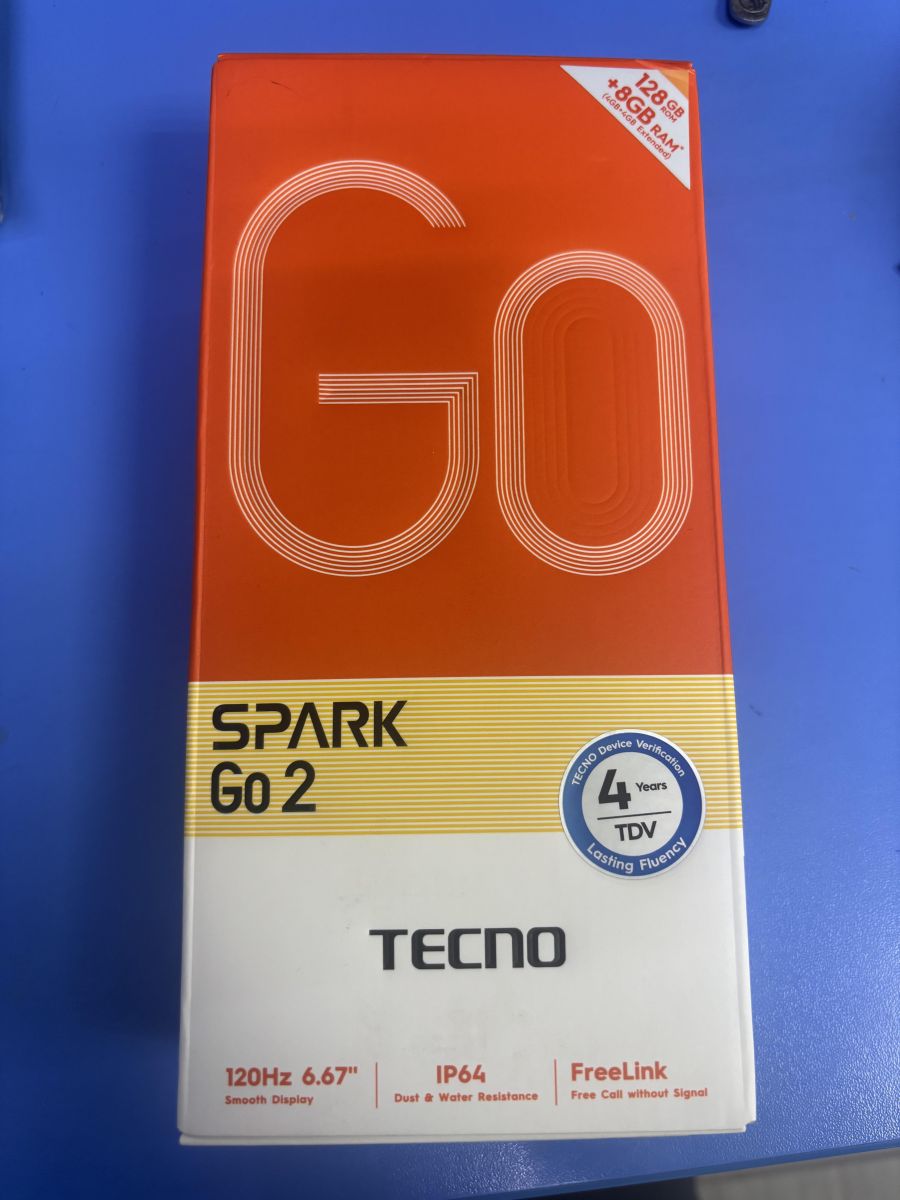 128GB
ROM
+8GB RAM*
(4GB+4GB Extended)
Go
SPARK
Go 2
TECNO Device Verification
4 Years
TDV
Lasting Fluency
TECNO
120Hz 6.67"
Smooth Display
IP64
Dust & Water Resistance
FreeLink
Free Call without Signal